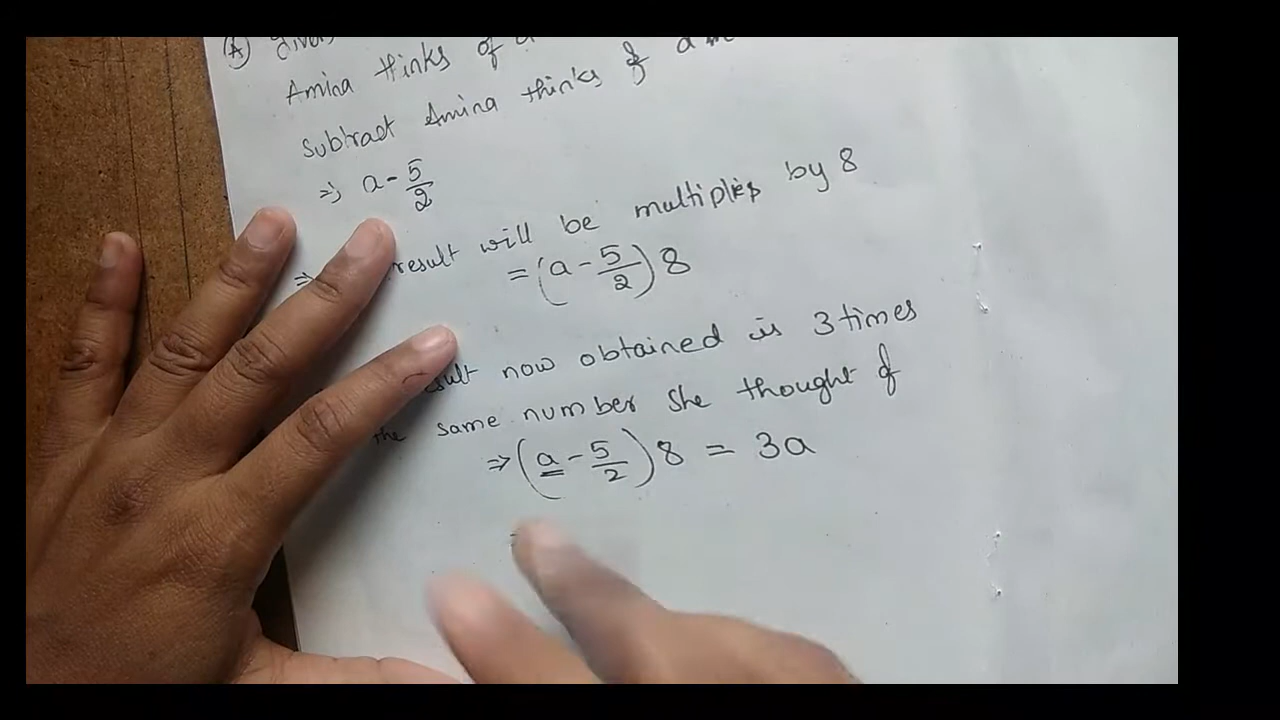 (A)
Amina thinks of a
subtract Amina thinks of a
⇒ a - 5/2
result will be multiplies by 8
= (a - 5/2) 8
now obtained is 3 times
the same number she thought of
⇒ (a - 5/2) 8 = 3a